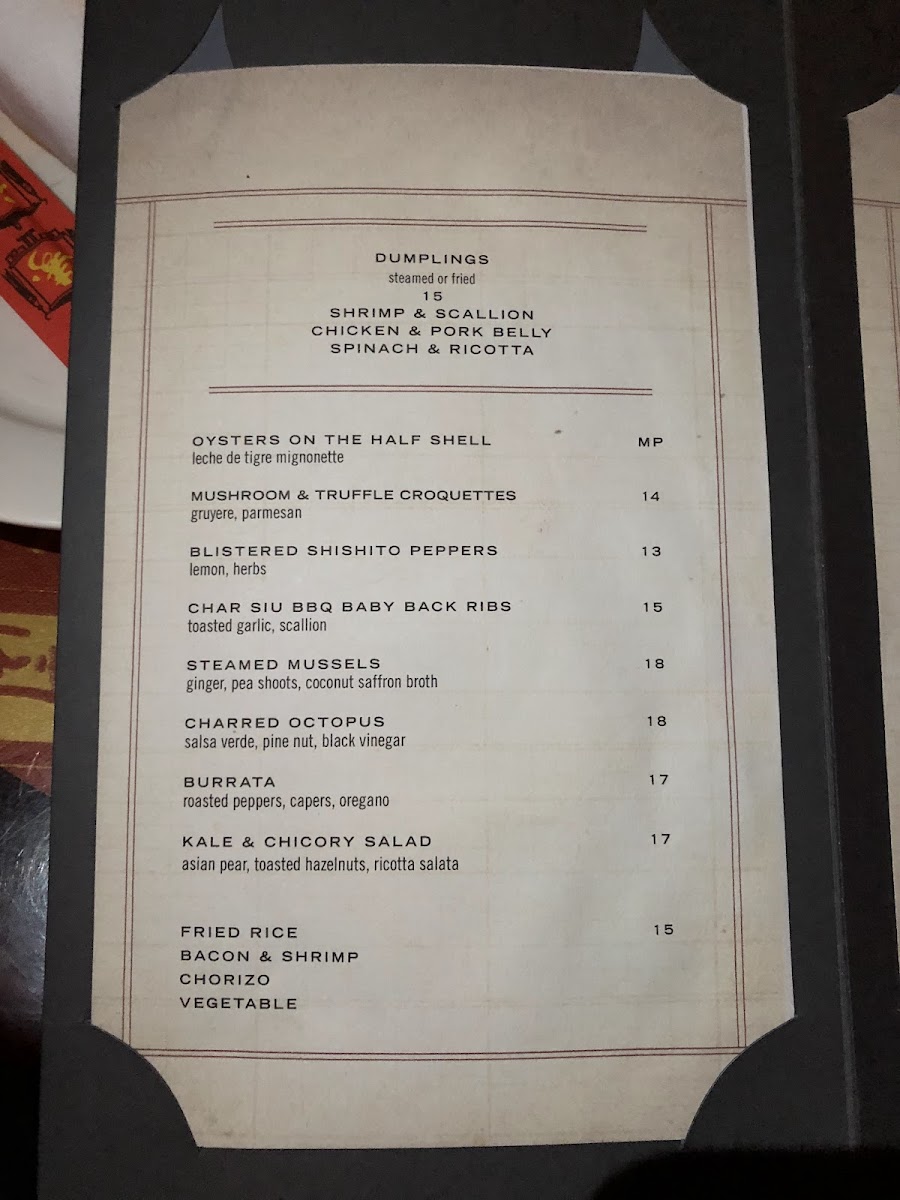 DUMPLINGS
steamed or fried
15
SHRIMP & SCALLION
CHICKEN & PORK BELLY
SPINACH & RICOTTA
OYSTERS ON THE HALF SHELL MP
leche de tigre mignonette
MUSHROOM & TRUFFLE CROQUETTES 14
gruyere, parmesan
BLISTERED SHISHITO PEPPERS 13
lemon, herbs
CHAR SIU BBQ BABY BACK RIBS 15
toasted garlic, scallion
STEAMED MUSSELS 18
ginger, pea shoots, coconut saffron broth
CHARRED OCTOPUS 18
salsa verde, pine nut, black vinegar
BURRATA 17
roasted peppers, capers, oregano
KALE & CHICORY SALAD 17
asian pear, toasted hazelnuts, ricotta salata
FRIED RICE 15
BACON & SHRIMP
CHORIZO
VEGETABLE